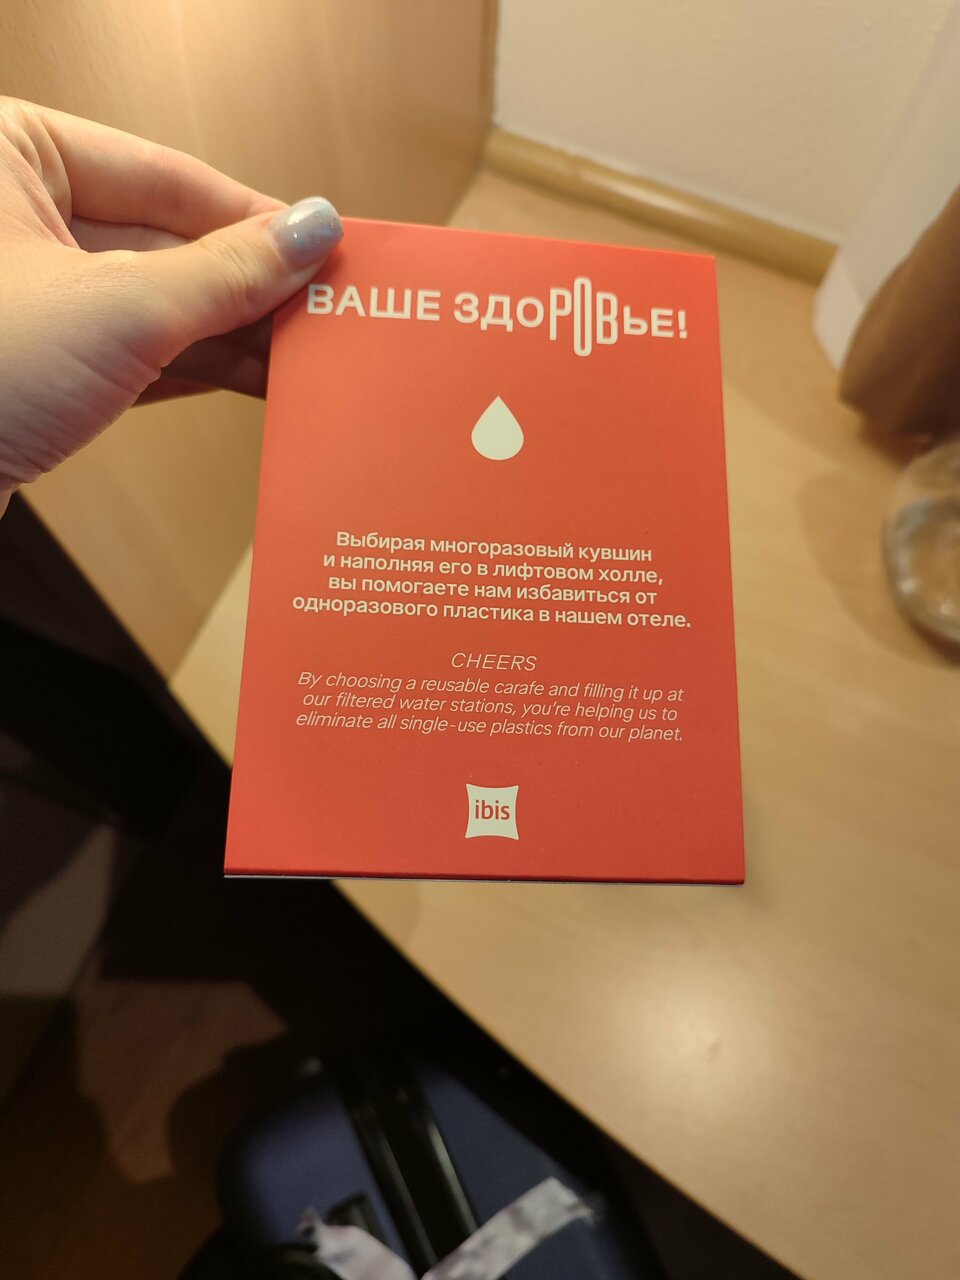 ВАШЕ ЗДОРОВЬЕ!
Выбирая многоразовый кувшин
и наполняя его в лифтовом холле,
вы помогаете нам избавиться от
одноразового пластика в нашем отеле.
CHEERS
By choosing a reusable carafe and filling it up at
our filtered water stations, you're helping us to
eliminate all single-use plastics from our planet.
ibis